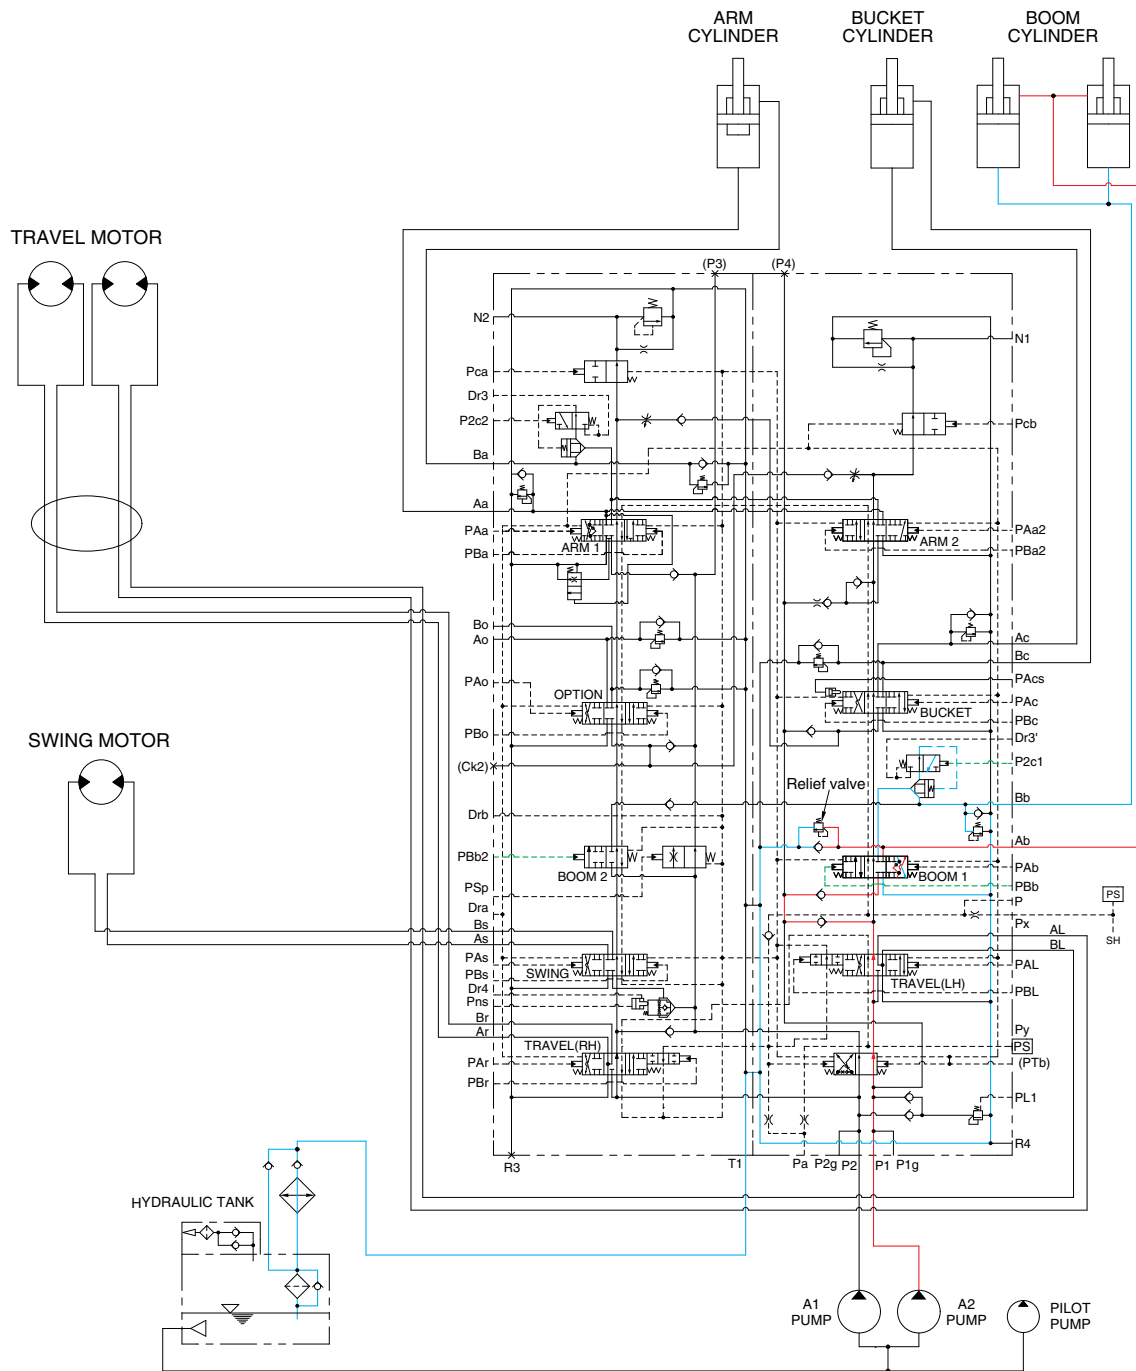 ARM
CYLINDER
BUCKET
CYLINDER
BOOM
CYLINDER
TRAVEL MOTOR
(P3)
(P4)
N2
N1
Pca
Dr3
P2c2
Pcb
Ba
Aa
PAa
ARM 1
PBa
ARM 2
PAa2
PBa2
Bo
Ao
Ac
Bc
PAo
OPTION
PAcs
PAc
BUCKET
PBc
PBo
Dr3'
SWING MOTOR
(Ck2)
P2c1
Relief valve
Bb
Drb
Ab
PBb2
BOOM 2
BOOM 1
PAb
PBb
PSp
PS
Dra
P
Bs
Px
AL
As
SH
BL
PAs
SWING
PAL
PBs
TRAVEL(LH)
Dr4
PBL
Pns
Br
Ar
Py
TRAVEL(RH)
PS
PAr
(PTb)
PBr
PL1
R4
R3
T1
Pa
P2g
P2
P1
P1g
HYDRAULIC TANK
A1
PUMP
A2
PUMP
PILOT
PUMP